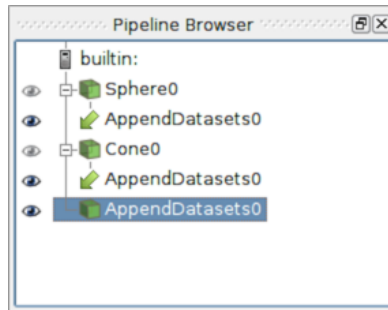 Pipeline Browser
builtin:
Sphere0
AppendDatasets0
Cone0
AppendDatasets0
AppendDatasets0